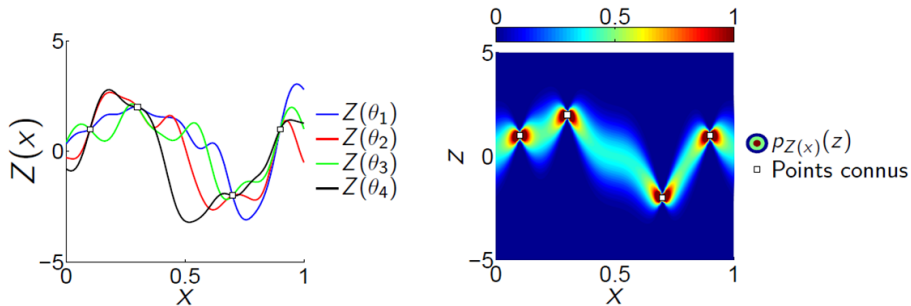 5
0
−5
Z(x)
0
0.5
1
X
Z(θ1)
Z(θ2)
Z(θ3)
Z(θ4)
0
0.5
1
5
0
−5
Z
0
0.5
1
X
pZ(x)(z)
Points connus